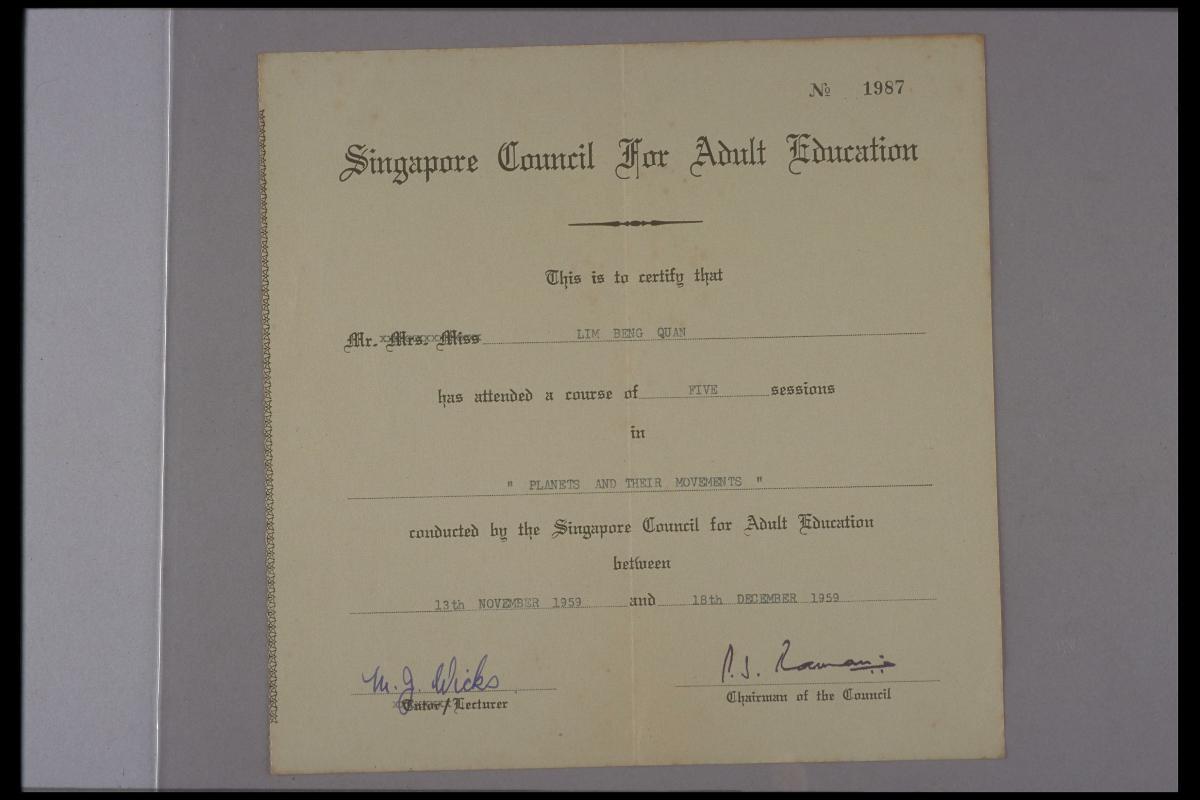 № 1987
Singapore Council For Adult Education
This is to certify that
Mr. Mrs. Miss LIM BENG QUAN
has attended a course of FIVE sessions
in
" PLANETS AND THEIR MOVEMENTS "
conducted by the Singapore Council for Adult Education
between
13th NOVEMBER 1959 and 18th DECEMBER 1959
M. J. Wicks
Tutor/Lecturer
Chairman of the Council